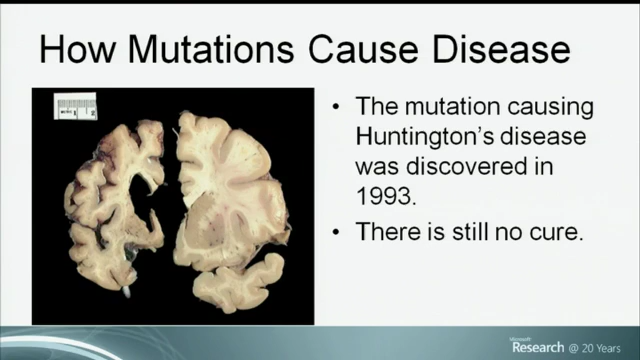 How Mutations Cause Disease
• The mutation causing
Huntington's disease
was discovered in
1993.
• There is still no cure.
Microsoft
Research @ 20 Years